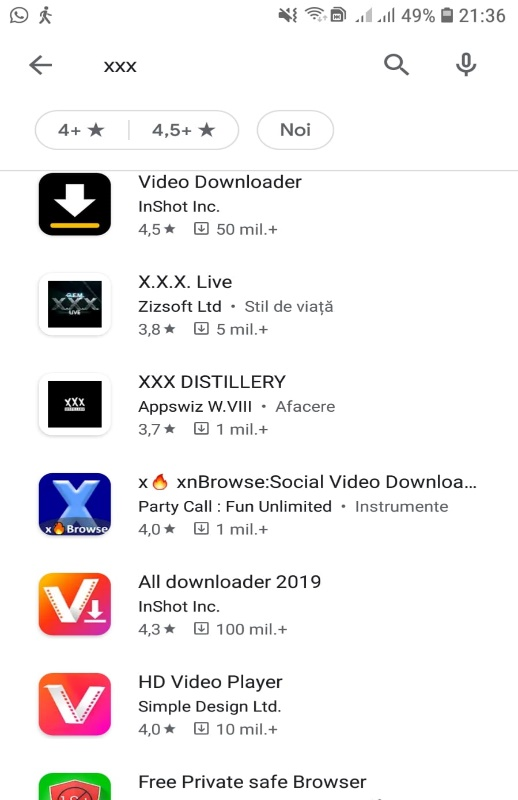 49% 21:36
xxx
4+ ★ 4,5+ ★ Noi
Video Downloader
InShot Inc.
4,5 ★ 50 mil.+
X.X.X. Live
Zizsoft Ltd • Stil de viață
3,8 ★ 5 mil.+
XXX
LIVE
XXX DISTILLERY
Appswiz W.VIII • Afacere
3,7 ★ 1 mil.+
XXX
x🔥 xnBrowse:Social Video Downloa...
Party Call : Fun Unlimited • Instrumente
4,0 ★ 1 mil.+
X
x🔥Browse
All downloader 2019
InShot Inc.
4,3 ★ 100 mil.+
HD Video Player
Simple Design Ltd.
4,0 ★ 10 mil.+
Free Private safe Browser